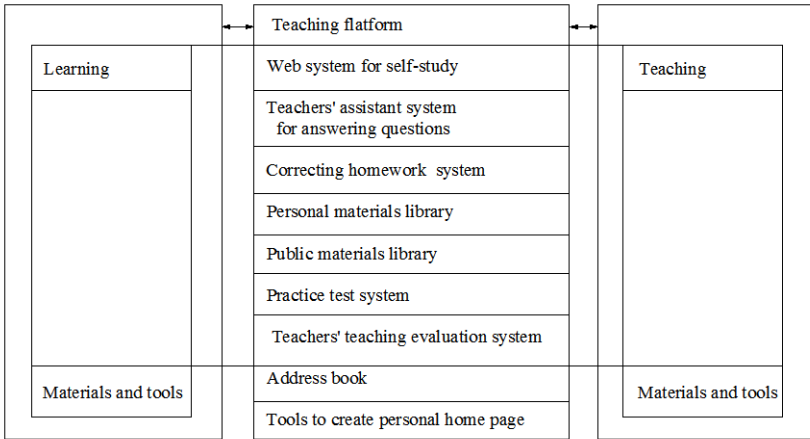 Teaching flatform
Learning
Web system for self-study
Teaching
Teachers' assistant system
for answering questions
Correcting homework system
Personal materials library
Public materials library
Practice test system
Teachers' teaching evaluation system
Address book
Materials and tools
Materials and tools
Tools to create personal home page